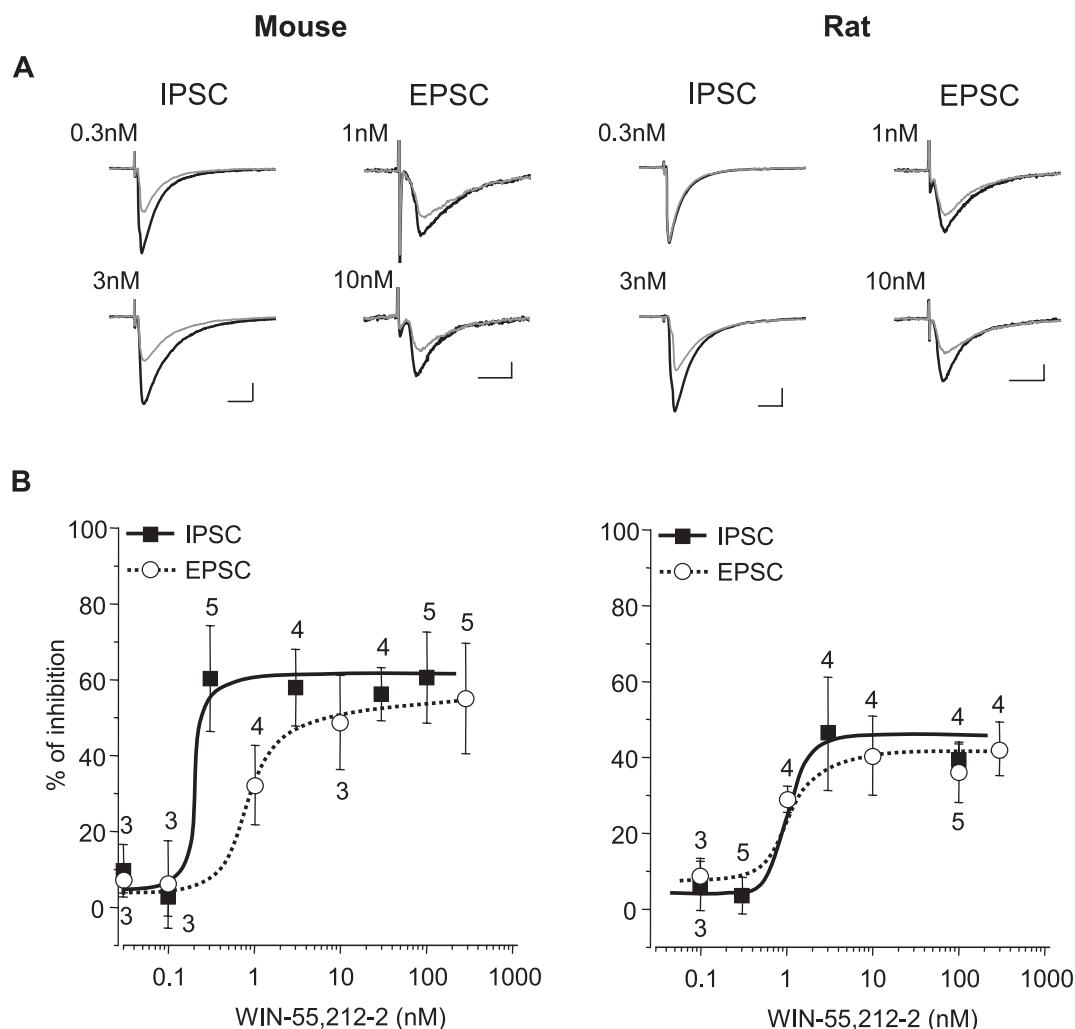 Mouse Rat
A
IPSC EPSC IPSC EPSC
0.3nM 1nM 0.3nM 1nM
3nM 10nM 3nM 10nM
B
100 IPSC 100 IPSC
EPSC EPSC
80 80
5 4 4 5 5
60 60
4 4 4 4 4
40 40
4
3 5
20 20
3 3 3 5
0 0
3 3 3
0.1 1 10 100 1000 0.1 1 10 100 1000
% of inhibition
WIN-55,212-2 (nM) WIN-55,212-2 (nM)